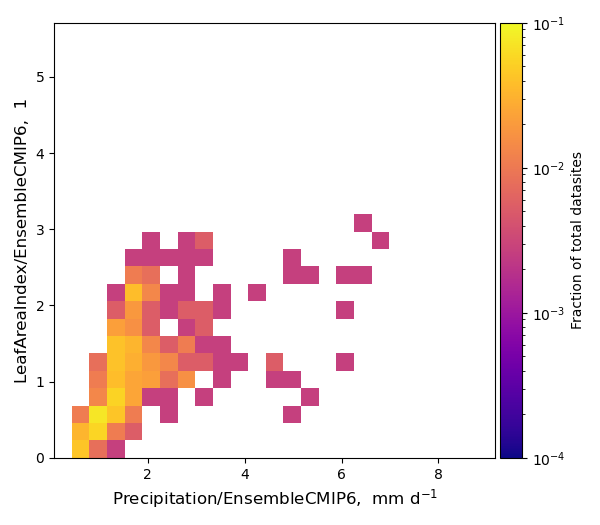 5
4
3
2
1
0
LeafAreaIndex/EnsembleCMIP6,  1
2 4 6 8
Precipitation/EnsembleCMIP6,  mm d⁻¹
10⁻¹
10⁻²
10⁻³
10⁻⁴
Fraction of total datasites